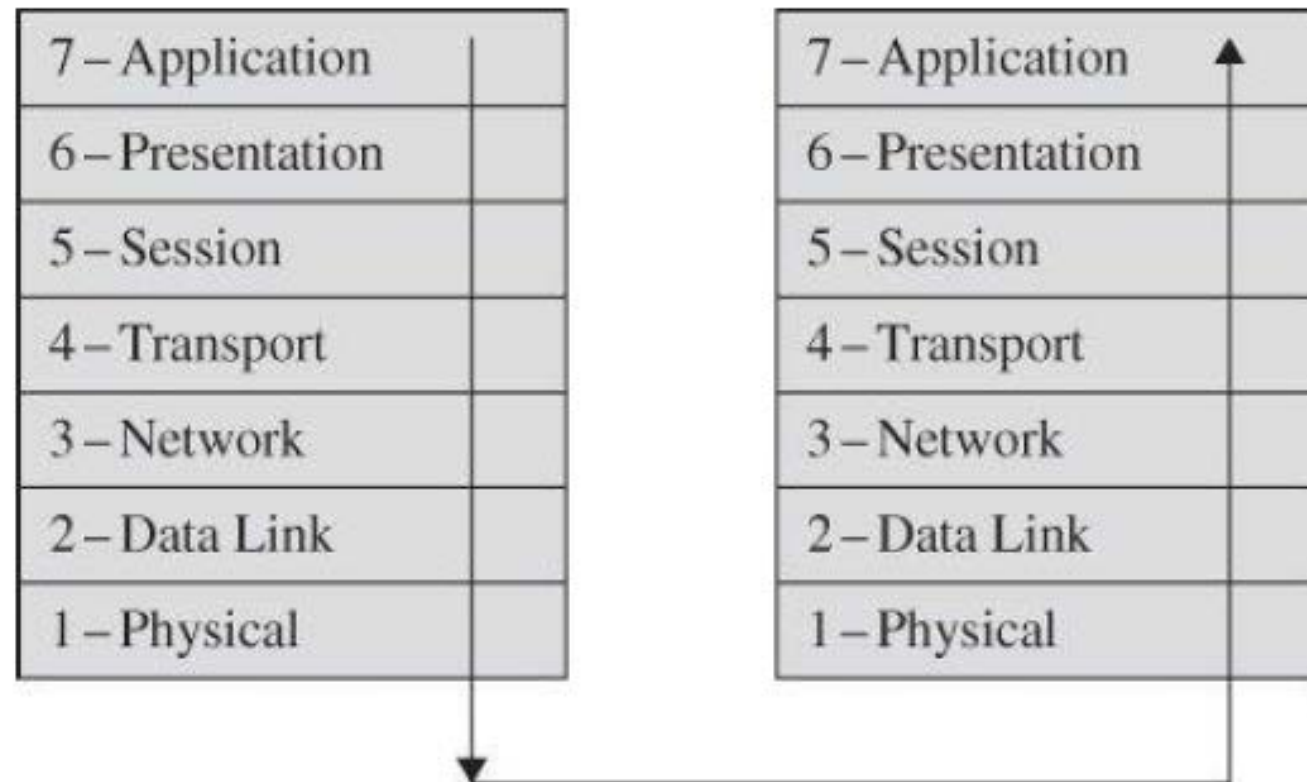 7 – Application
6 – Presentation
5 – Session
4 – Transport
3 – Network
2 – Data Link
1 – Physical
7 – Application
6 – Presentation
5 – Session
4 – Transport
3 – Network
2 – Data Link
1 – Physical